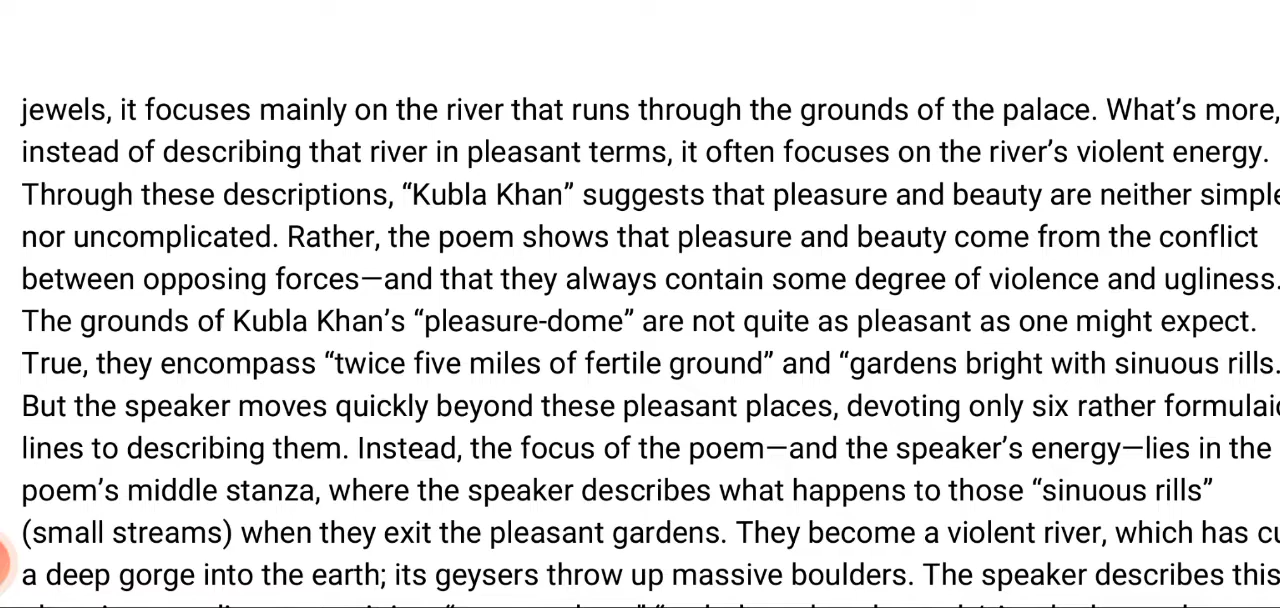 jewels, it focuses mainly on the river that runs through the grounds of the palace. What’s more,
instead of describing that river in pleasant terms, it often focuses on the river’s violent energy.
Through these descriptions, “Kubla Khan” suggests that pleasure and beauty are neither simple
nor uncomplicated. Rather, the poem shows that pleasure and beauty come from the conflict
between opposing forces—and that they always contain some degree of violence and ugliness.
The grounds of Kubla Khan’s “pleasure-dome” are not quite as pleasant as one might expect.
True, they encompass “twice five miles of fertile ground” and “gardens bright with sinuous rills.
But the speaker moves quickly beyond these pleasant places, devoting only six rather formulaic
lines to describing them. Instead, the focus of the poem—and the speaker’s energy—lies in the
poem’s middle stanza, where the speaker describes what happens to those “sinuous rills”
(small streams) when they exit the pleasant gardens. They become a violent river, which has cu
a deep gorge into the earth; its geysers throw up massive boulders. The speaker describes this